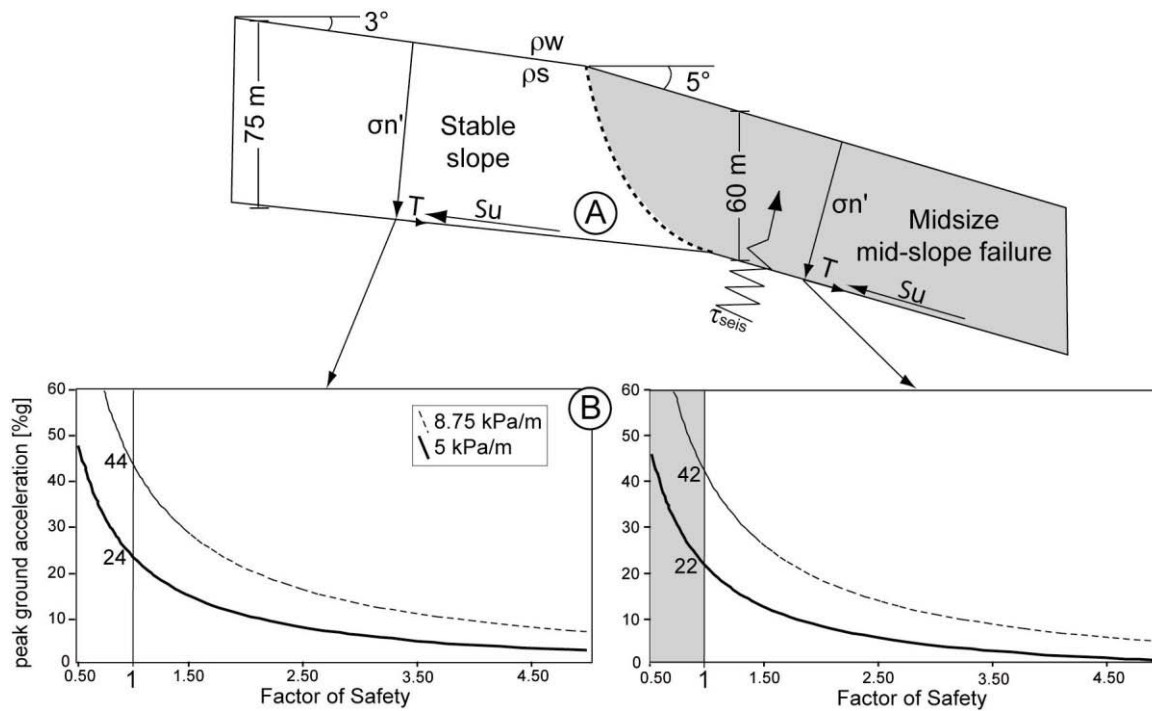 3°
ρw
ρs
5°
75 m
σn'
Stable
slope
T
Su
A
60 m
σn'
Midsize
mid-slope failure
T
Su
τseis
B
peak ground acceleration [%g]
60
50
40
30
20
10
0
44
24
8.75 kPa/m
5 kPa/m
0.50
1
1.50
2.50
3.50
4.50
Factor of Safety
60
50
40
30
20
10
0
42
22
0.50
1
1.50
2.50
3.50
4.50
Factor of Safety